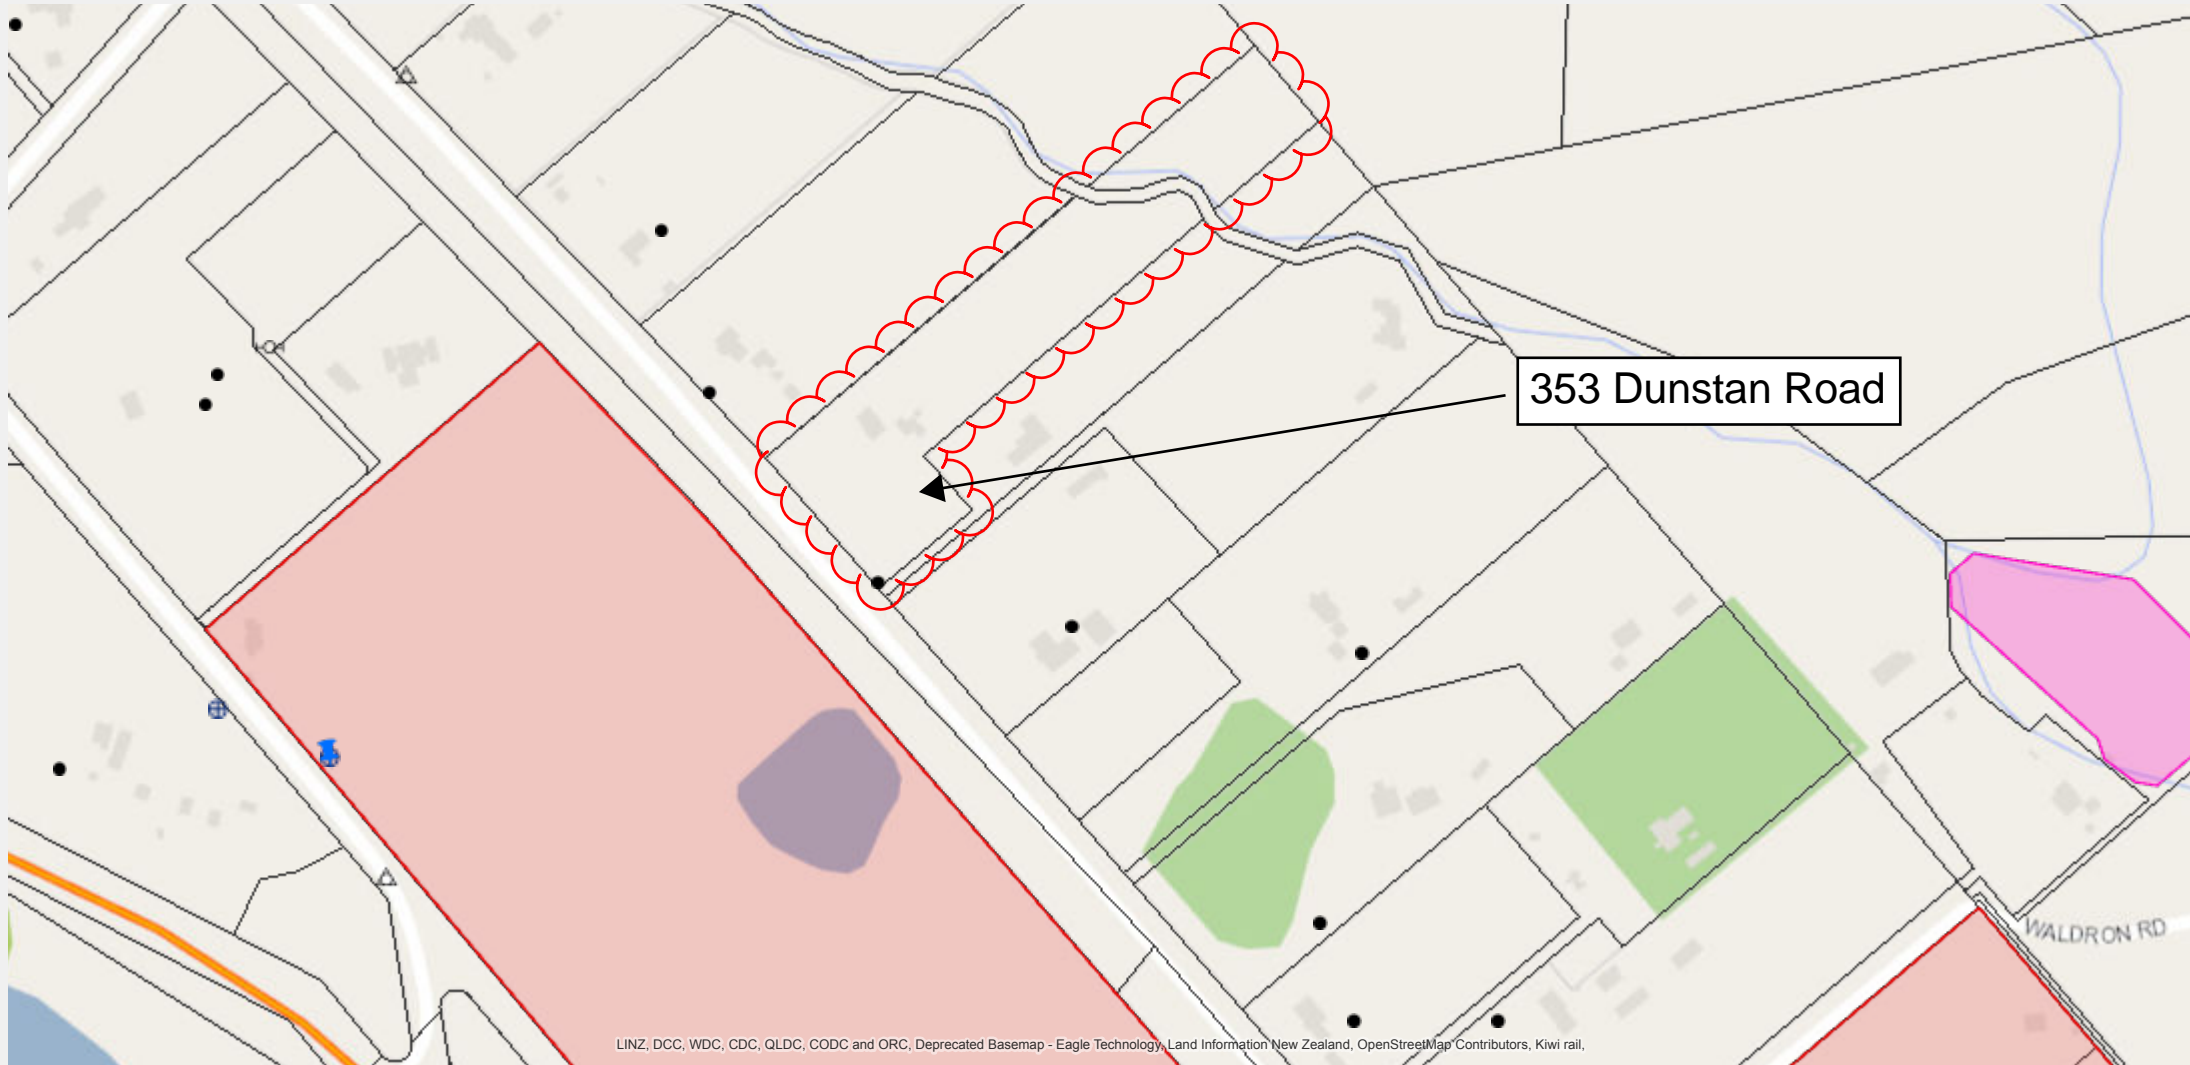 353 Dunstan Road
WALDRON RD
LINZ, DCC, WDC, CDC, QLDC, CODC and ORC, Deprecated Basemap - Eagle Technology, Land Information New Zealand, OpenStreetMap Contributors, Kiwi rail,